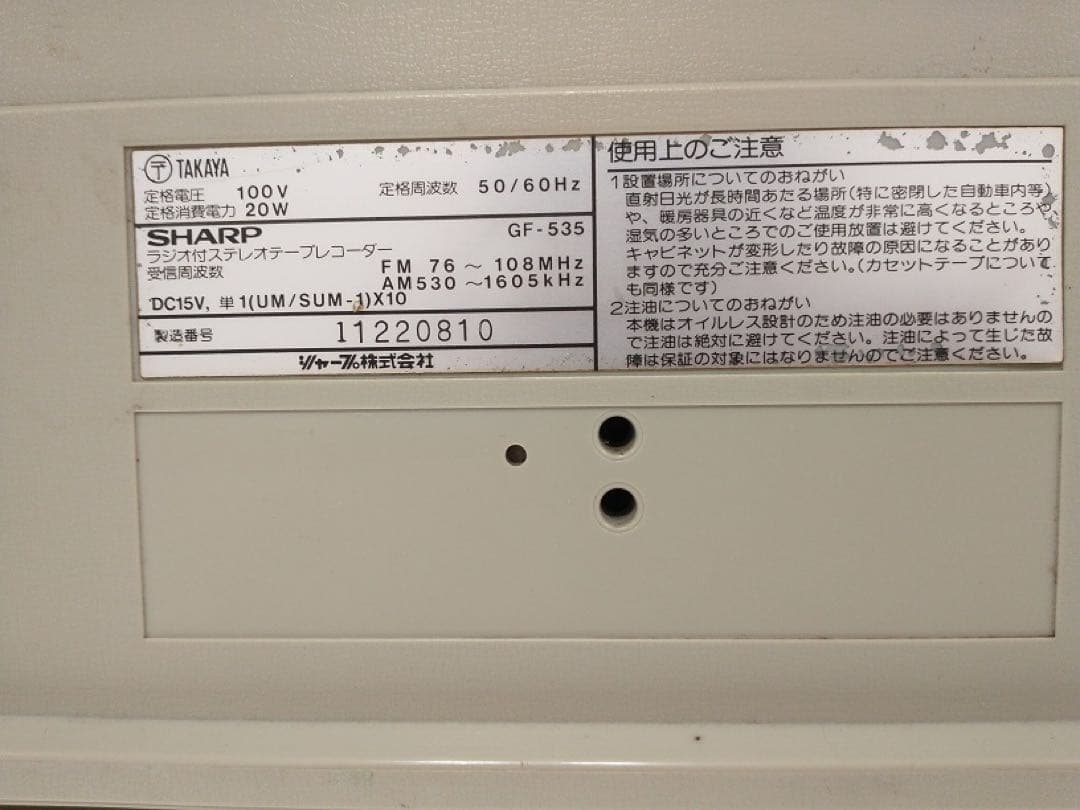 〒 TAKAYA
定格電圧 100V 定格周波数 50/60Hz
定格消費電力 20W
SHARP GF-535
ラジオ付ステレオテープレコーダー
受信周波数 FM 76～108MHz
AM530～1605kHz
DC15V, 単1(UM/SUM-1)X10
製造番号 11220810
シャープ株式会社
使用上のご注意
1設置場所についてのおねがい
直射日光が長時間あたる場所(特に密閉した自動車内等)
や、暖房器具の近くなど温度が非常に高くなるところや
湿気の多いところでのご使用放置は避けてください。
キャビネットが変形したり故障の原因になることがあり
ますので充分ご注意ください。(カセットテープについて
も同様です)
2注油についてのおねがい
本機はオイルレス設計のため注油の必要はありませんの
で注油は絶対に避けてください。注油によって生じた故
障は保証の対象にはなりませんのでご注意ください。